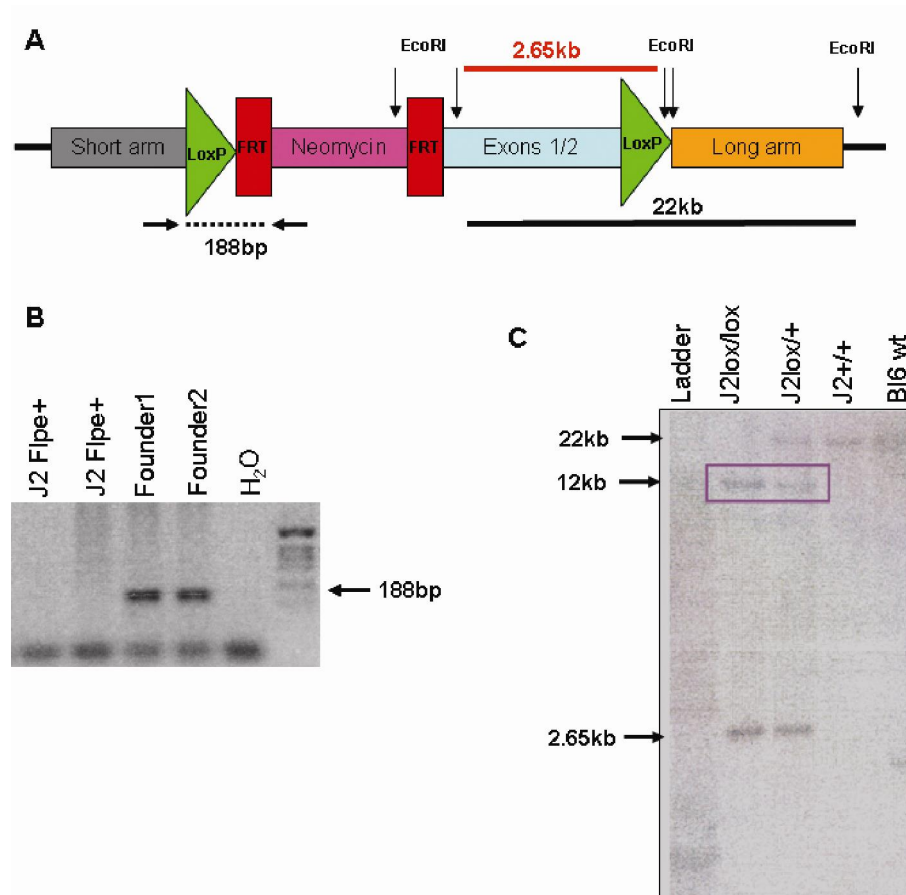 A
EcoRI
2.65kb
EcoRI
EcoRI
Short arm
LoxP
FRT
Neomycin
FRT
Exons 1/2
LoxP
Long arm
188bp
22kb
B
J2 Flpe+
J2 Flpe+
Founder1
Founder2
H₂O
188bp
C
Ladder
J2lox/lox
J2lox/+
J2+/+
Bl6 wt
22kb
12kb
2.65kb